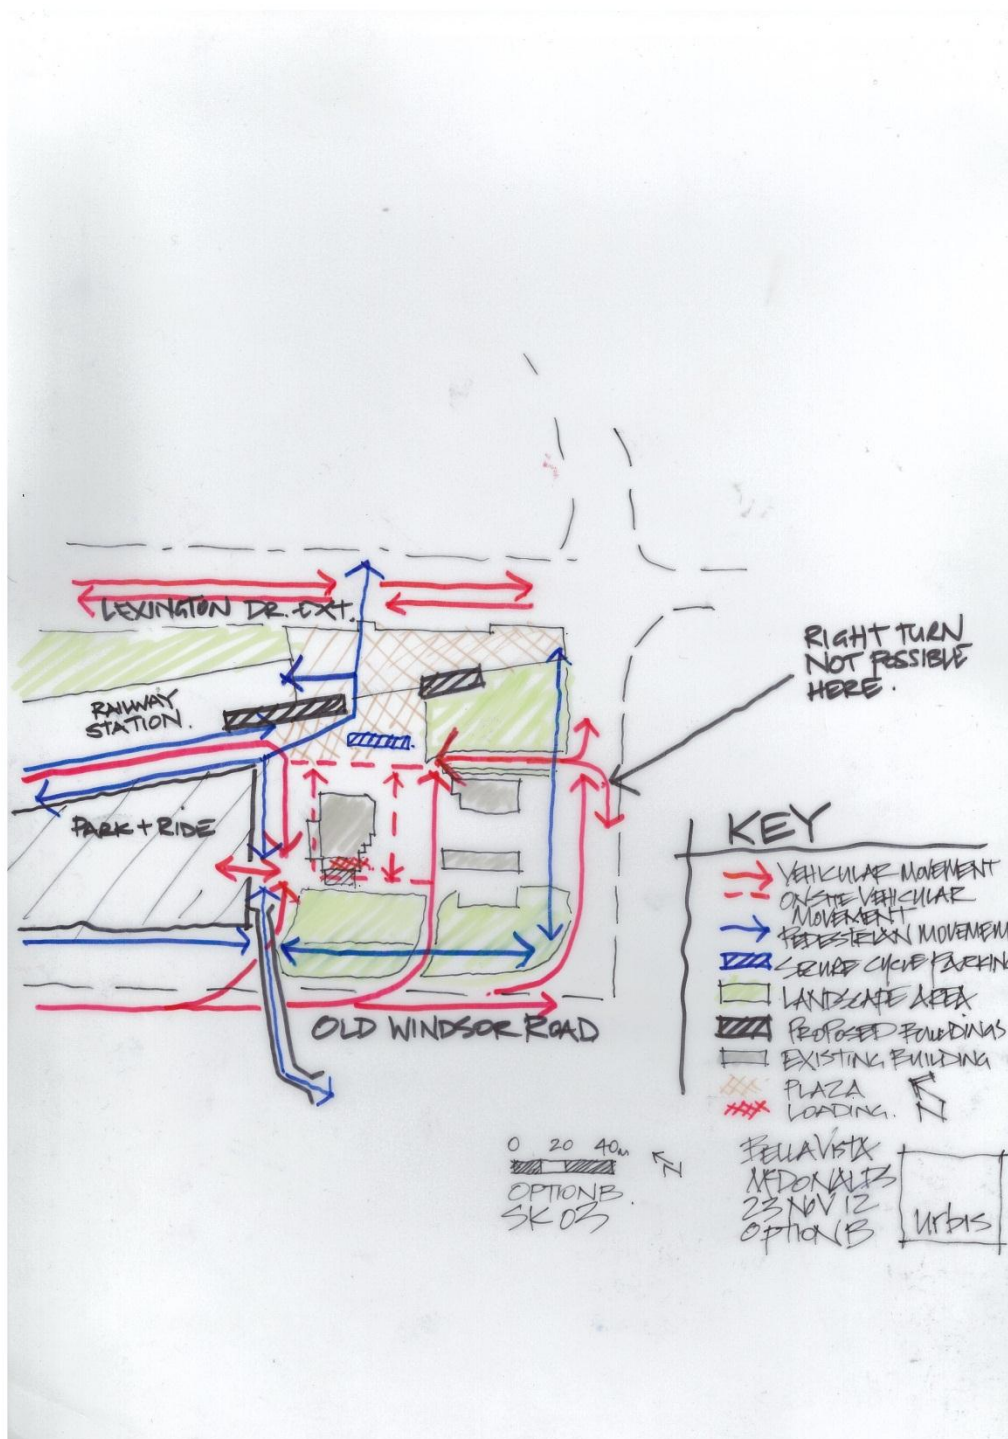 LEXINGTON DR. EXT.
RAILWAY
STATION.
PARK + RIDE
RIGHT TURN
NOT POSSIBLE
HERE.
OLD WINDSOR ROAD
KEY
VEHICULAR MOVEMENT
ONSITE VEHICULAR
MOVEMENT
PEDESTRIAN MOVEMEN
SECURE CYCLE PARKING
LANDSCAPE AREA
PROPOSED BUILDINGS
EXISTING BUILDING
PLAZA
LOADING.
N
0 20 40m
N
OPTION B.
SK 03
BELLA VISTA
MCDONALDS
23 NOV 12
OPTION B
urbis